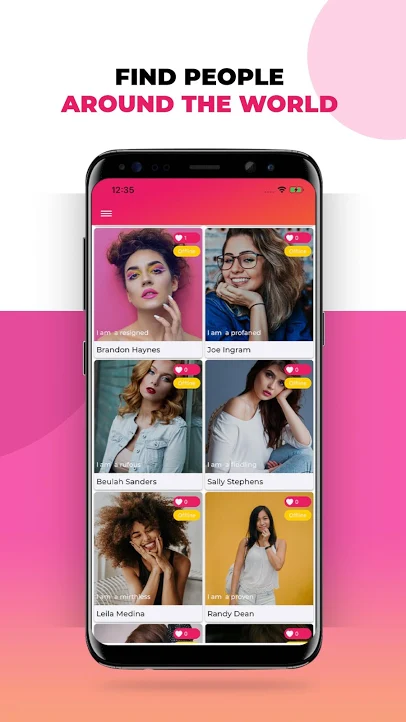 FIND PEOPLE
AROUND THE WORLD
12:35
1
Offline
0
Offline
I am a resigned
I am a profaned
Brandon Haynes
Joe Ingram
0
Offline
0
Offline
I am a rufous
I am a fluting
Beulah Sanders
Sally Stephens
0
Offline
0
Offline
I am a mirthless
I am a proven
Leila Medina
Randy Dean
0
0